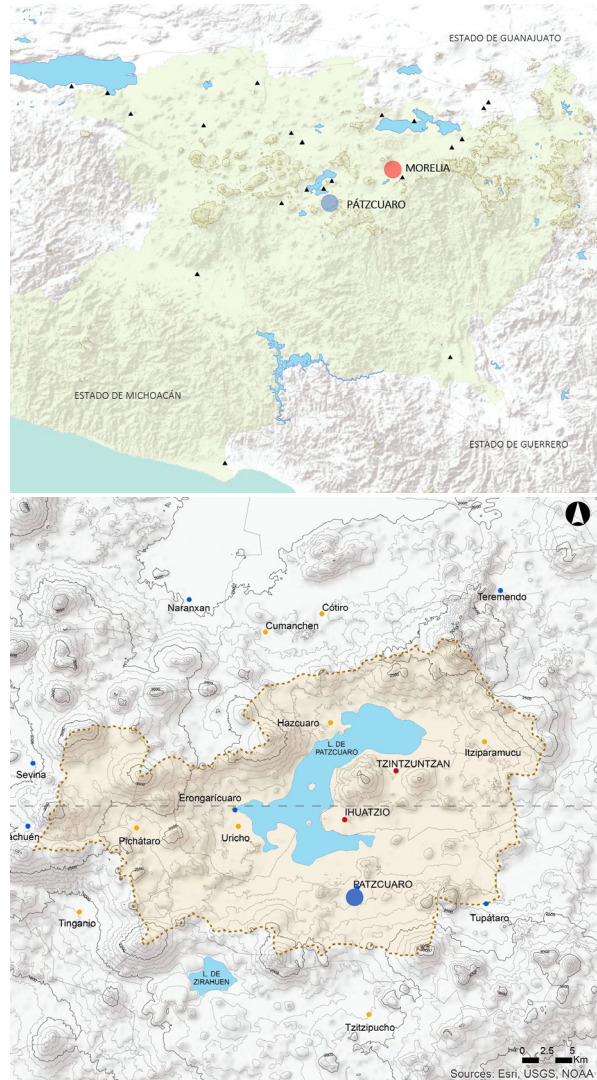 ESTADO DE GUANAJUATO
MORELIA
PÁTZCUARO
ESTADO DE MICHOACÁN
ESTADO DE GUERRERO
Naranxan
Teremendo
Cótiro
Cumanchen
Hazcuaro
L. DE
PATZCUARO
Itziparamucu
TZINTZUNTZAN
Sevina
Erongarícuaro
IHUATZIO
áchuén
Pichátaro
Uricho
PATZCUARO
Tinganio
Tupátaro
L. DE
ZIRAHUEN
Tzitzipucho
0 2.5 5
Km
Sources: Esri, USGS, NOAA